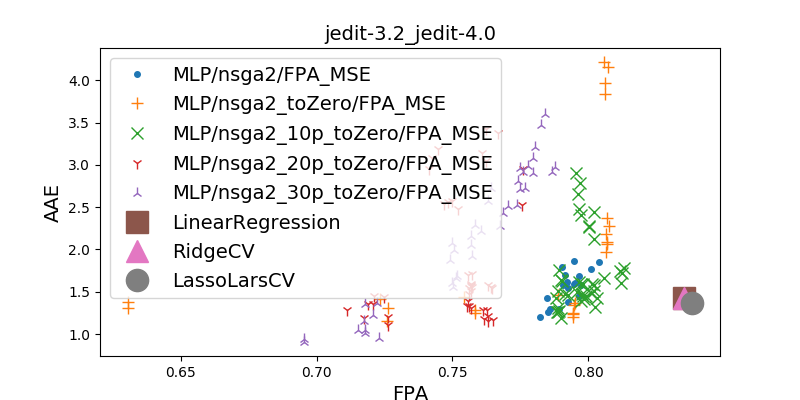 jedit-3.2_jedit-4.0
MLP/nsga2/FPA_MSE
MLP/nsga2_toZero/FPA_MSE
MLP/nsga2_10p_toZero/FPA_MSE
MLP/nsga2_20p_toZero/FPA_MSE
MLP/nsga2_30p_toZero/FPA_MSE
LinearRegression
RidgeCV
LassoLarsCV
AAE
4.0
3.5
3.0
2.5
2.0
1.5
1.0
0.65 0.70 0.75 0.80
FPA